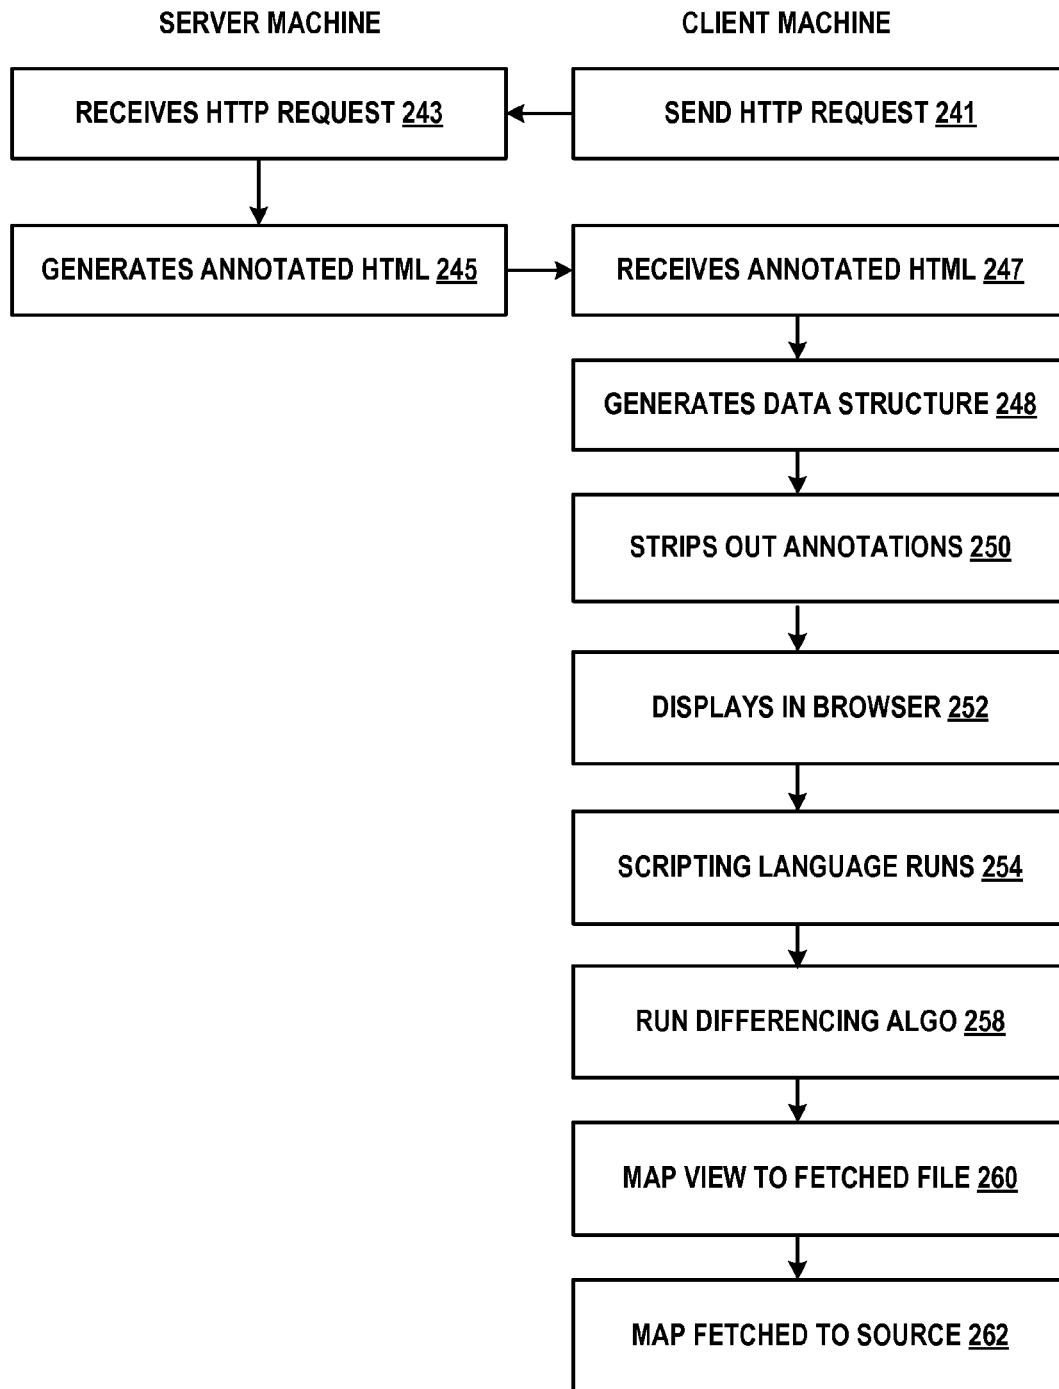 SERVER MACHINE
CLIENT MACHINE
RECEIVES HTTP REQUEST 243
SEND HTTP REQUEST 241
GENERATES ANNOTATED HTML 245
RECEIVES ANNOTATED HTML 247
GENERATES DATA STRUCTURE 248
STRIPS OUT ANNOTATIONS 250
DISPLAYS IN BROWSER 252
SCRIPTING LANGUAGE RUNS 254
RUN DIFFERENCING ALGO 258
MAP VIEW TO FETCHED FILE 260
MAP FETCHED TO SOURCE 262